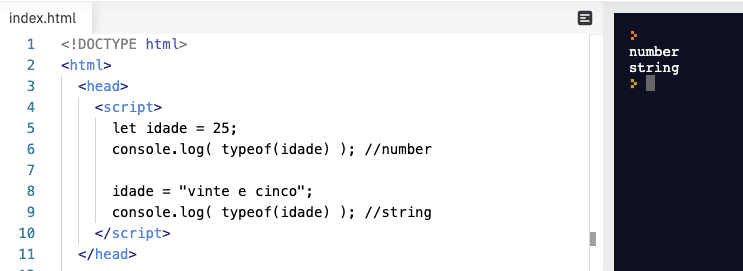 index.html
1 <!DOCTYPE html>
2 <html>
3 <head>
4 <script>
5 let idade = 25;
6 console.log( typeof(idade) ); //number
7
8 idade = "vinte e cinco";
9 console.log( typeof(idade) ); //string
10 </script>
11 </head>
>
number
string
>